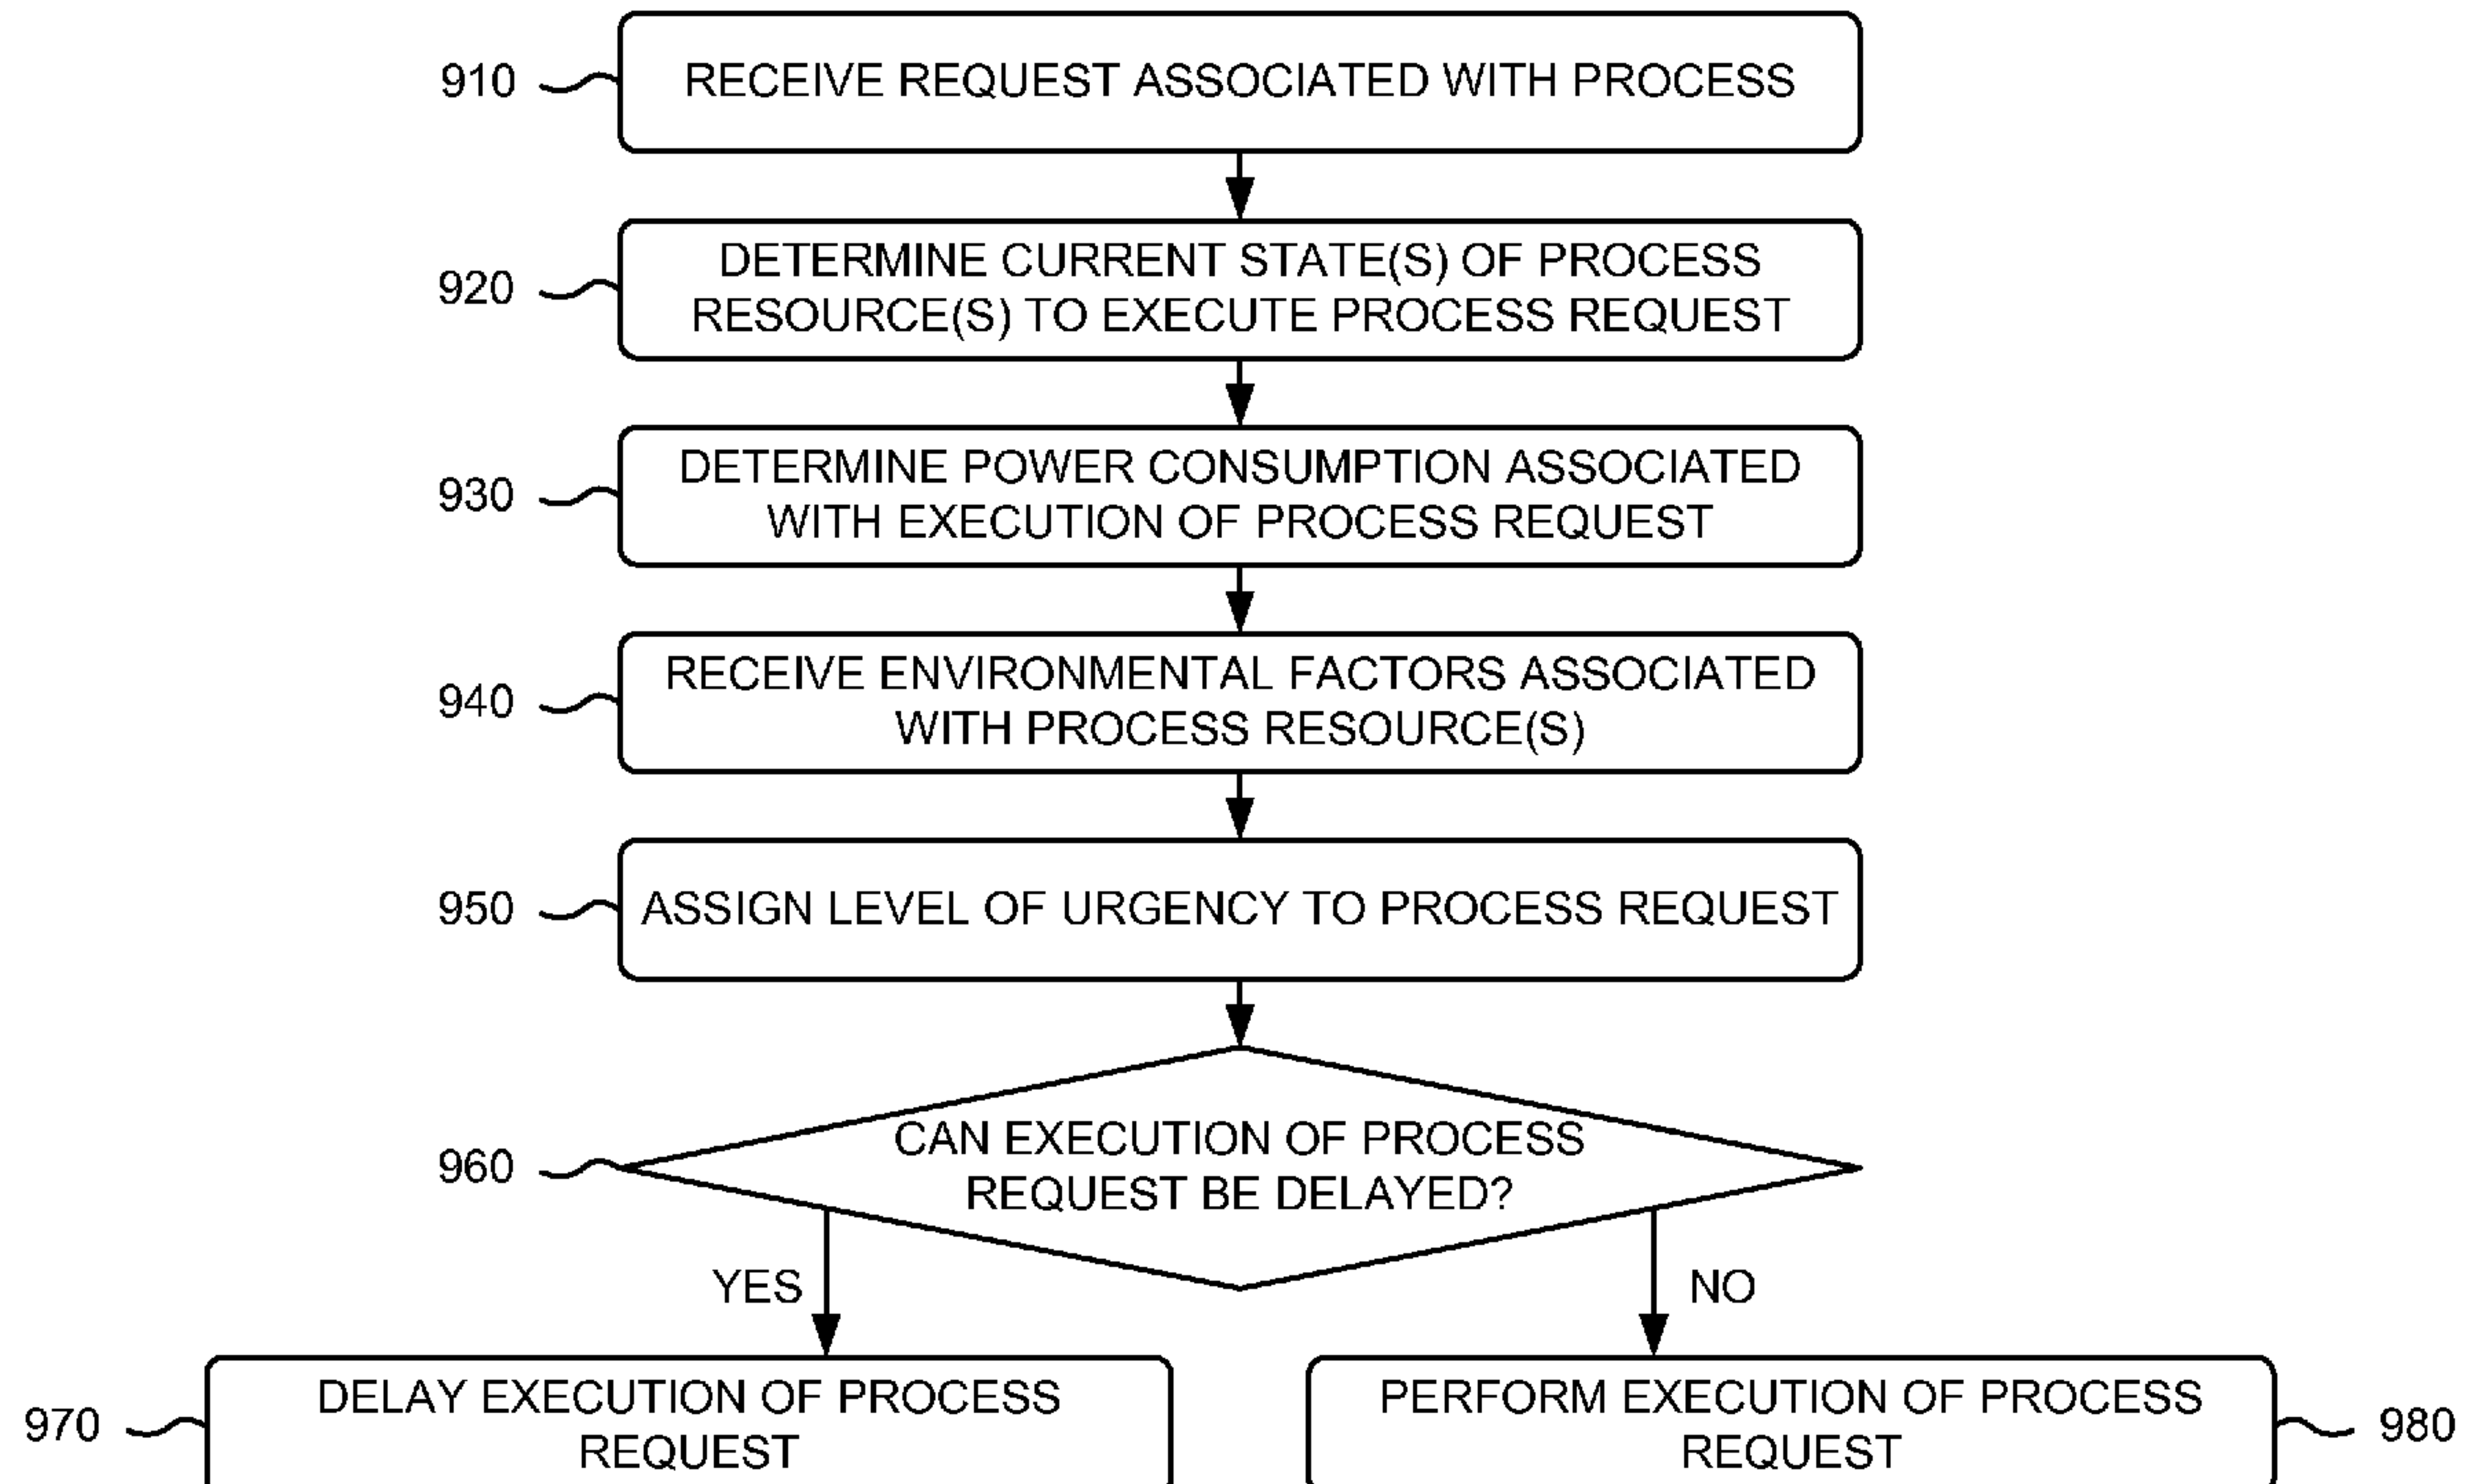 910
RECEIVE REQUEST ASSOCIATED WITH PROCESS
920
DETERMINE CURRENT STATE(S) OF PROCESS
RESOURCE(S) TO EXECUTE PROCESS REQUEST
930
DETERMINE POWER CONSUMPTION ASSOCIATED
WITH EXECUTION OF PROCESS REQUEST
940
RECEIVE ENVIRONMENTAL FACTORS ASSOCIATED
WITH PROCESS RESOURCE(S)
950
ASSIGN LEVEL OF URGENCY TO PROCESS REQUEST
960
CAN EXECUTION OF PROCESS
REQUEST BE DELAYED?
YES
NO
970
DELAY EXECUTION OF PROCESS
REQUEST
PERFORM EXECUTION OF PROCESS
REQUEST
980